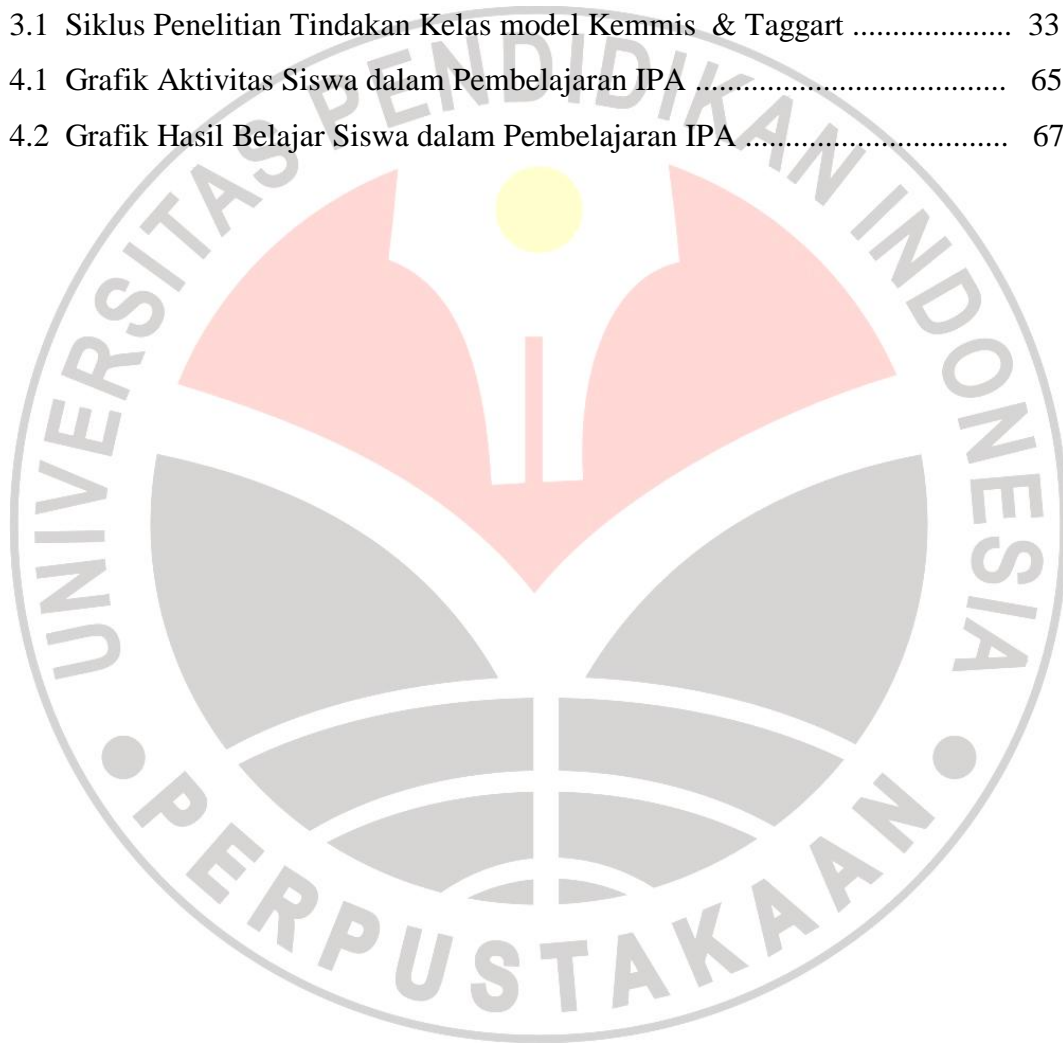 3.1 Siklus Penelitian Tindakan Kelas model Kemmis & Taggart .................... 33
4.1 Grafik Aktivitas Siswa dalam Pembelajaran IPA ....................................... 65
4.2 Grafik Hasil Belajar Siswa dalam Pembelajaran IPA ................................. 67
UNIVERSITAS PENDIDIKAN INDONESIA
PERPUSTAKAAN